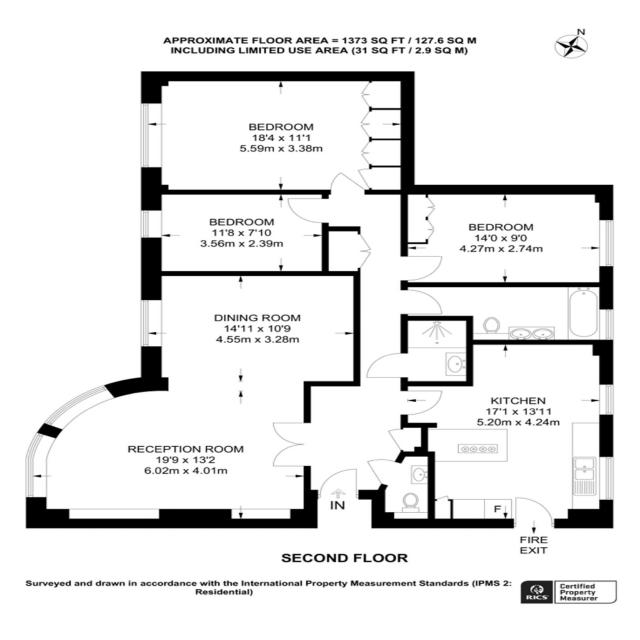 APPROXIMATE FLOOR AREA = 1373 SQ FT / 127.6 SQ M
INCLUDING LIMITED USE AREA (31 SQ FT / 2.9 SQ M)
N
BEDROOM
18'4 x 11'1
5.59m x 3.38m
BEDROOM
11'8 x 7'10
3.56m x 2.39m
BEDROOM
14'0 x 9'0
4.27m x 2.74m
DINING ROOM
14'11 x 10'9
4.55m x 3.28m
KITCHEN
17'1 x 13'11
5.20m x 4.24m
RECEPTION ROOM
19'9 x 13'2
6.02m x 4.01m
IN
F
FIRE
EXIT
SECOND FLOOR
Surveyed and drawn in accordance with the International Property Measurement Standards (IPMS 2:
Residential)
RICS
Certified
Property
Measurer